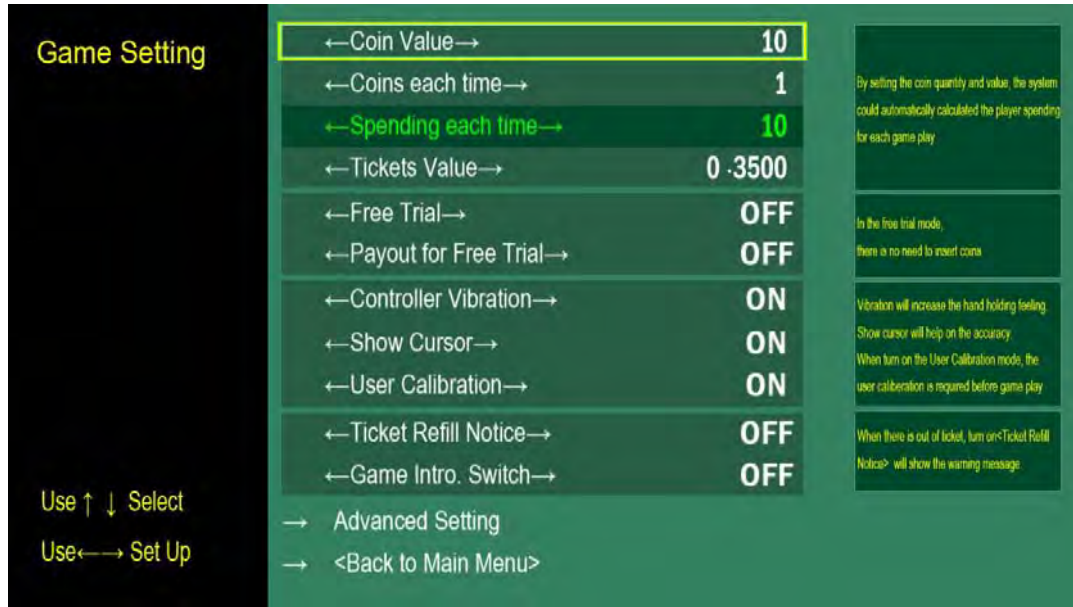 Game Setting
←Coin Value→ 10
←Coins each time→ 1
←Spending each time→ 10
←Tickets Value→ 0 -3500
←Free Trial→ OFF
←Payout for Free Trial→ OFF
←Controller Vibration→ ON
←Show Cursor→ ON
←User Calibration→ ON
←Ticket Refill Notice→ OFF
←Game Intro. Switch→ OFF
→ Advanced Setting
→ <Back to Main Menu>
By setting the coin quantity and value, the system
could automatically calculated the player spending
for each game play
In the free trial mode,
there is no need to insert coins
Vibration will increase the hand holding feeling.
Show cursor will help on the accuracy.
When turn on the User Calibration mode, the
user caliberation is required before game play
When there is out of ticket, turn on<Ticket Refill
Notice> will show the warning message
Use ↑ ↓ Select
Use←→ Set Up